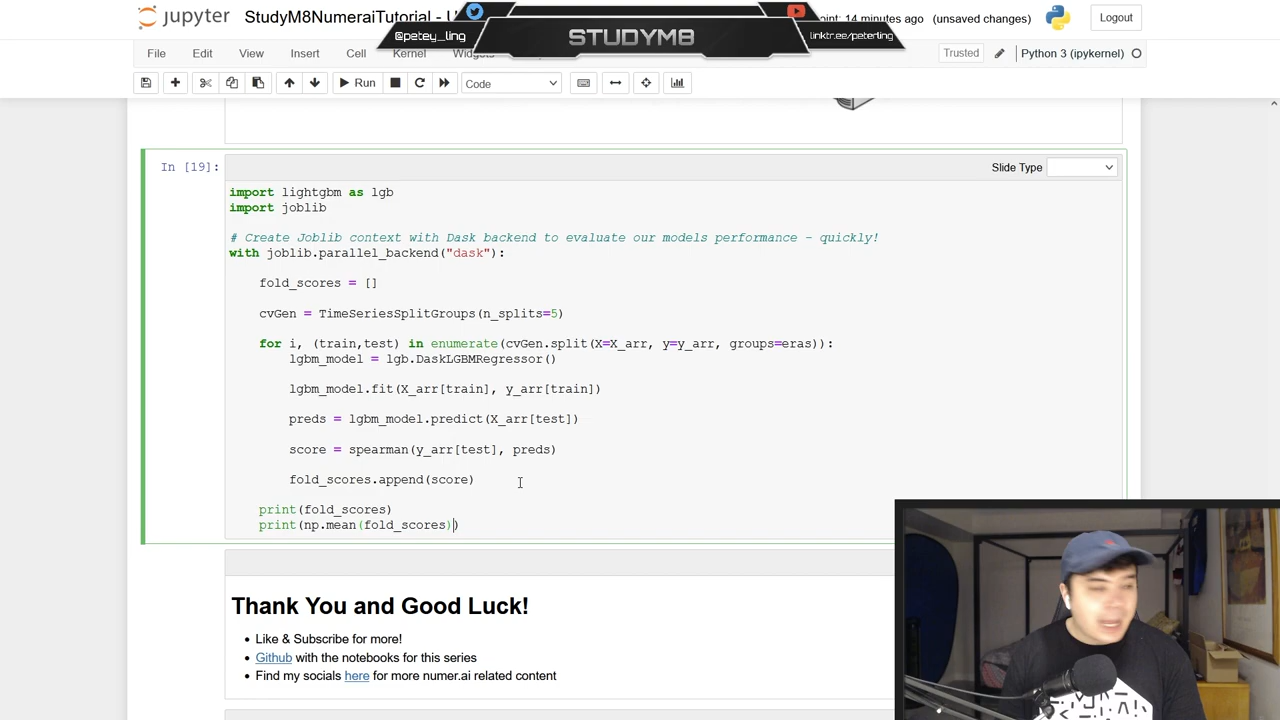 jupyter StudyM8NumeraiTutorial - oint: 14 minutes ago (unsaved changes) Logout
@petey_ling STUDYM8 linktr.ee/peterling
File Edit View Insert Cell Kernel Widgets Trusted Python 3 (ipykernel)
Run Code
In [19]: Slide Type
import lightgbm as lgb
import joblib
# Create Joblib context with Dask backend to evaluate our models performance - quickly!
with joblib.parallel_backend("dask"):
fold_scores = []
cvGen = TimeSeriesSplitGroups(n_splits=5)
for i, (train,test) in enumerate(cvGen.split(X=X_arr, y=y_arr, groups=eras)):
lgbm_model = lgb.DaskLGBMRegressor()
lgbm_model.fit(X_arr[train], y_arr[train])
preds = lgbm_model.predict(X_arr[test])
score = spearman(y_arr[test], preds)
fold_scores.append(score)
print(fold_scores)
print(np.mean(fold_scores))
Thank You and Good Luck!
• Like & Subscribe for more!
• Github with the notebooks for this series
• Find my socials here for more numer.ai related content